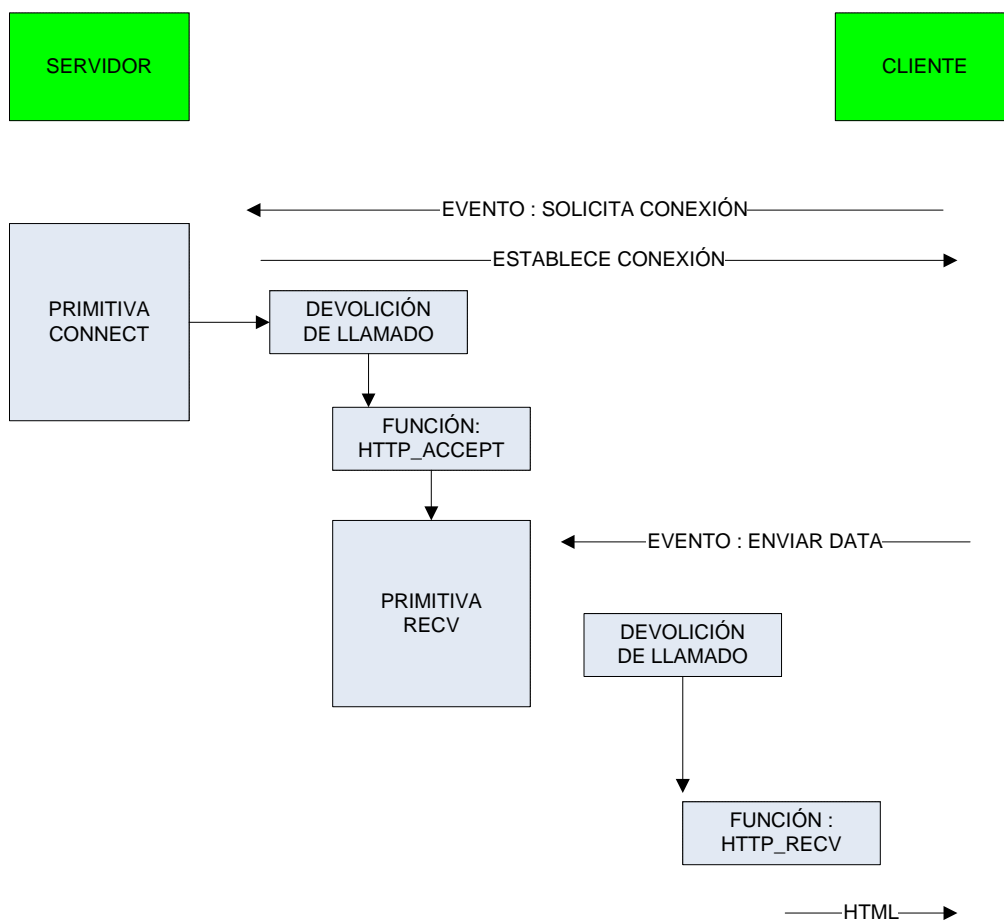 SERVIDOR
CLIENTE
EVENTO : SOLICITA CONEXIÓN
ESTABLECE CONEXIÓN
PRIMITIVA
CONNECT
DEVOLICIÓN
DE LLAMADO
FUNCIÓN:
HTTP_ACCEPT
EVENTO : ENVIAR DATA
PRIMITIVA
RECV
DEVOLICIÓN
DE LLAMADO
FUNCIÓN :
HTTP_RECV
HTML